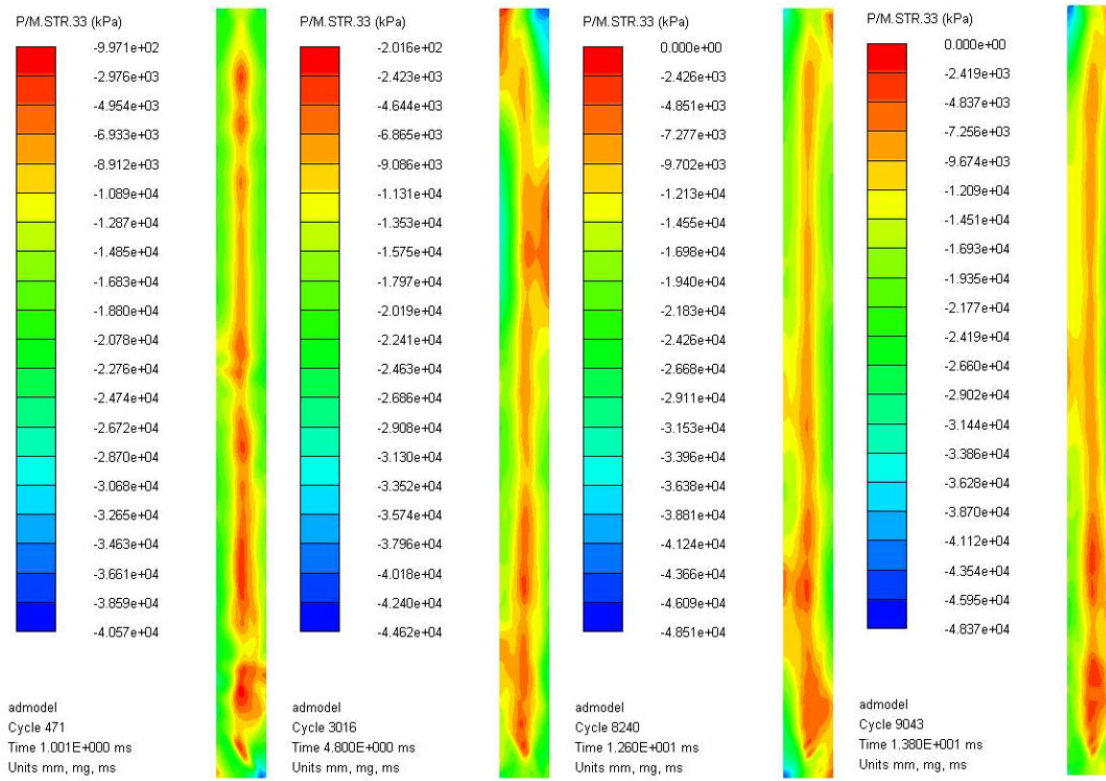 P/M.STR.33 (kPa)
-9.971e+02
-2.976e+03
-4.954e+03
-6.933e+03
-8.912e+03
-1.089e+04
-1.287e+04
-1.485e+04
-1.683e+04
-1.880e+04
-2.078e+04
-2.276e+04
-2.474e+04
-2.672e+04
-2.870e+04
-3.068e+04
-3.265e+04
-3.463e+04
-3.661e+04
-3.859e+04
-4.057e+04
admodel
Cycle 471
Time 1.001E+000 ms
Units mm, mg, ms
P/M.STR.33 (kPa)
-2.016e+02
-2.423e+03
-4.644e+03
-6.865e+03
-9.086e+03
-1.131e+04
-1.353e+04
-1.575e+04
-1.797e+04
-2.019e+04
-2.241e+04
-2.463e+04
-2.686e+04
-2.908e+04
-3.130e+04
-3.352e+04
-3.574e+04
-3.796e+04
-4.018e+04
-4.240e+04
-4.462e+04
admodel
Cycle 3016
Time 4.800E+000 ms
Units mm, mg, ms
P/M.STR.33 (kPa)
0.000e+00
-2.426e+03
-4.851e+03
-7.277e+03
-9.702e+03
-1.213e+04
-1.455e+04
-1.698e+04
-1.940e+04
-2.183e+04
-2.426e+04
-2.668e+04
-2.911e+04
-3.153e+04
-3.396e+04
-3.638e+04
-3.881e+04
-4.124e+04
-4.366e+04
-4.609e+04
-4.851e+04
admodel
Cycle 8240
Time 1.260E+001 ms
Units mm, mg, ms
P/M.STR.33 (kPa)
0.000e+00
-2.419e+03
-4.837e+03
-7.256e+03
-9.674e+03
-1.209e+04
-1.451e+04
-1.693e+04
-1.935e+04
-2.177e+04
-2.419e+04
-2.660e+04
-2.902e+04
-3.144e+04
-3.386e+04
-3.628e+04
-3.870e+04
-4.112e+04
-4.354e+04
-4.595e+04
-4.837e+04
admodel
Cycle 9043
Time 1.380E+001 ms
Units mm, mg, ms